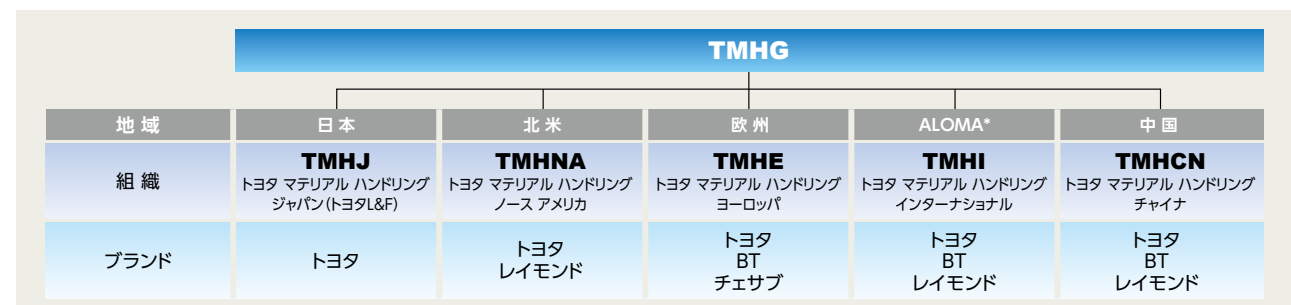 TMHG
地域 日本 北米 欧州 ALOMA* 中国
組織
TMHJ
トヨタ マテリアル ハンドリング
ジャパン(トヨタL&F)
TMHNA
トヨタ マテリアル ハンドリング
ノース アメリカ
TMHE
トヨタ マテリアル ハンドリング
ヨーロッパ
TMHI
トヨタ マテリアル ハンドリング
インターナショナル
TMHCN
トヨタ マテリアル ハンドリング
チャイナ
ブランド
トヨタ
トヨタ
レイモンド
トヨタ
BT
チェサブ
トヨタ
BT
レイモンド
トヨタ
BT
レイモンド